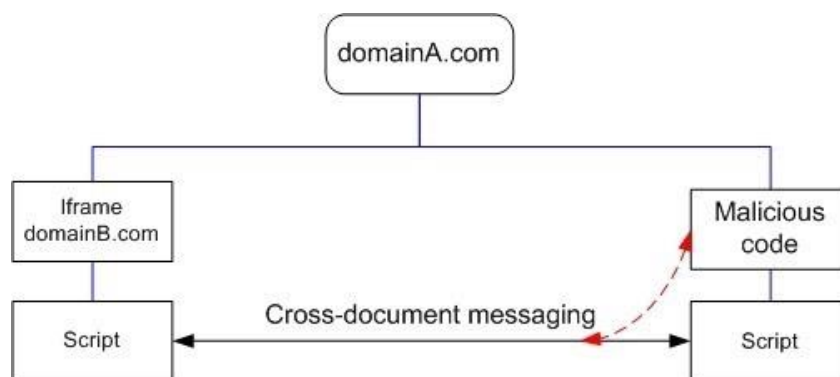 domainA.com
Iframe
domainB.com
Malicious
code
Cross-document messaging
Script
Script